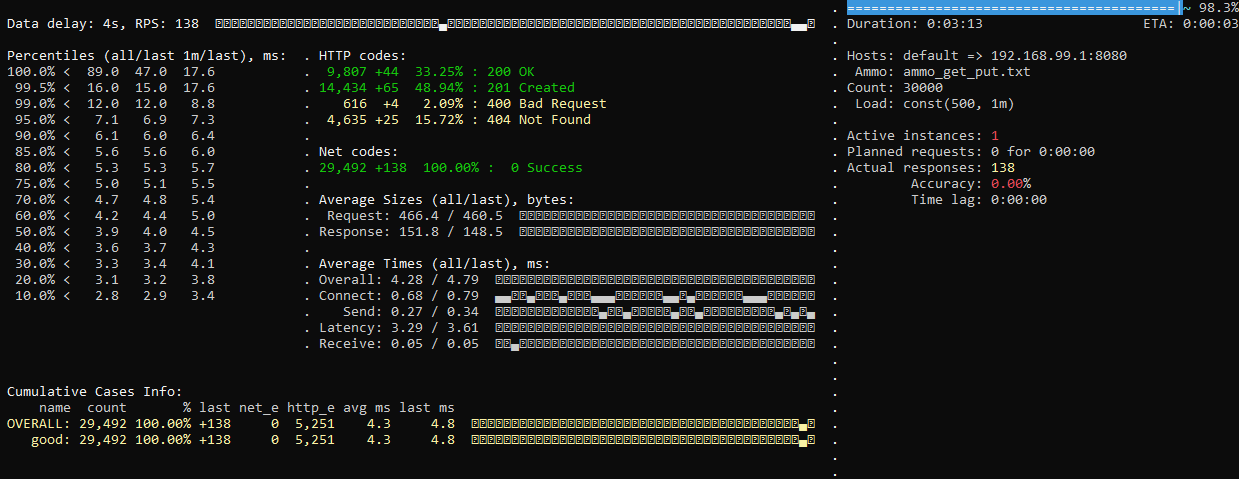 Data delay: 4s, RPS: 138
Percentiles (all/last 1m/last), ms:
100.0% < 89.0 47.0 17.6
99.5% < 16.0 15.0 17.6
99.0% < 12.0 12.0 8.8
95.0% < 7.1 6.9 7.3
90.0% < 6.1 6.0 6.4
85.0% < 5.6 5.6 6.0
80.0% < 5.3 5.3 5.7
75.0% < 5.0 5.1 5.5
70.0% < 4.7 4.8 5.4
60.0% < 4.2 4.4 5.0
50.0% < 3.9 4.0 4.5
40.0% < 3.6 3.7 4.3
30.0% < 3.3 3.4 4.1
20.0% < 3.1 3.2 3.8
10.0% < 2.8 2.9 3.4
. HTTP codes:
. 9,807 +44 33.25% : 200 OK
. 14,434 +65 48.94% : 201 Created
. 616 +4 2.09% : 400 Bad Request
. 4,635 +25 15.72% : 404 Not Found
.
. Net codes:
. 29,492 +138 100.00% : 0 Success
.
. Average Sizes (all/last), bytes:
. Request: 466.4 / 460.5
. Response: 151.8 / 148.5
.
. Average Times (all/last), ms:
. Overall: 4.28 / 4.79
. Connect: 0.68 / 0.79
. Send: 0.27 / 0.34
. Latency: 3.29 / 3.61
. Receive: 0.05 / 0.05
Cumulative Cases Info:
name count % last net_e http_e avg ms last ms
OVERALL: 29,492 100.00% +138 0 5,251 4.3 4.8
good: 29,492 100.00% +138 0 5,251 4.3 4.8
~ 98.3%
Duration: 0:03:13 ETA: 0:00:03
Hosts: default => 192.168.99.1:8080
Ammo: ammo_get_put.txt
Count: 30000
Load: const(500, 1m)
Active instances: 1
Planned requests: 0 for 0:00:00
Actual responses: 138
Accuracy: 0.00%
Time lag: 0:00:00